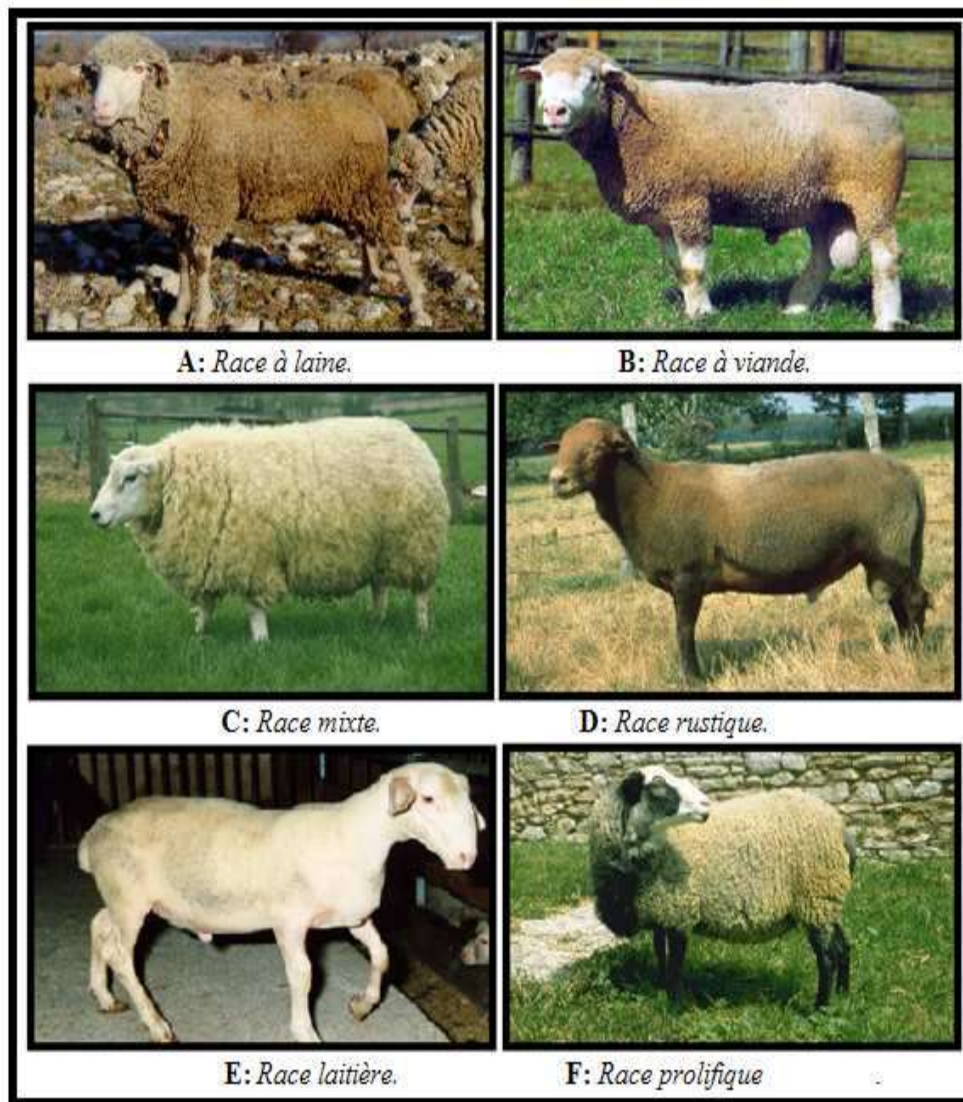 A: Race à laine.
B: Race à viande.
C: Race mixte.
D: Race rustique.
E: Race laitière.
F: Race prolifique .